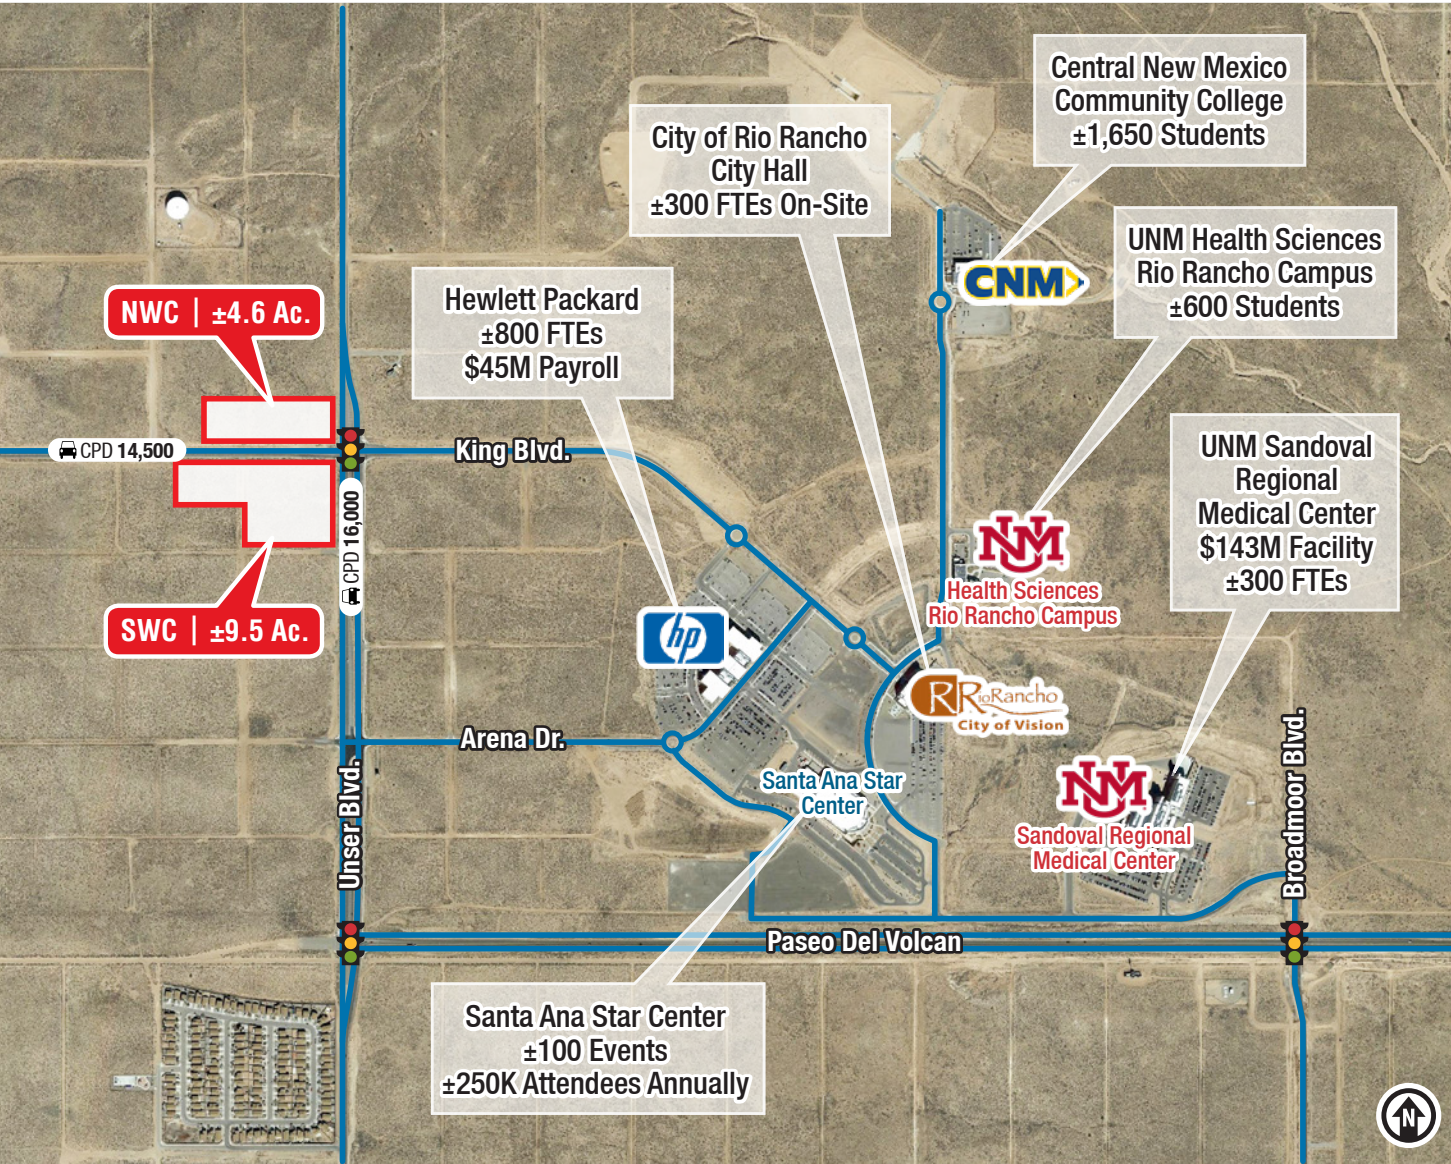 Central New Mexico
Community College
±1,650 Students
City of Rio Rancho
City Hall
±300 FTEs On-Site
UNM Health Sciences
Rio Rancho Campus
±600 Students
CNM
Hewlett Packard
±800 FTEs
$45M Payroll
NWC | ±4.6 Ac.
CPD 14,500
King Blvd.
UNM Sandoval
Regional
Medical Center
$143M Facility
±300 FTEs
CPD 16,000
NM
Health Sciences
Rio Rancho Campus
SWC | ±9.5 Ac.
hp
RRioRancho
City of Vision
Arena Dr.
Santa Ana Star
Center
Unser Blvd.
NM
Sandoval Regional
Medical Center
Broadmoor Blvd.
Paseo Del Volcan
Santa Ana Star Center
±100 Events
±250K Attendees Annually
N